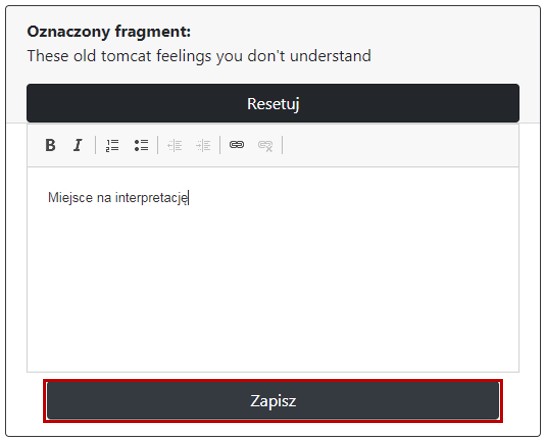 Oznaczony fragment:
These old tomcat feelings you don't understand
Resetuj
B I
Miejsce na interpretację
Zapisz